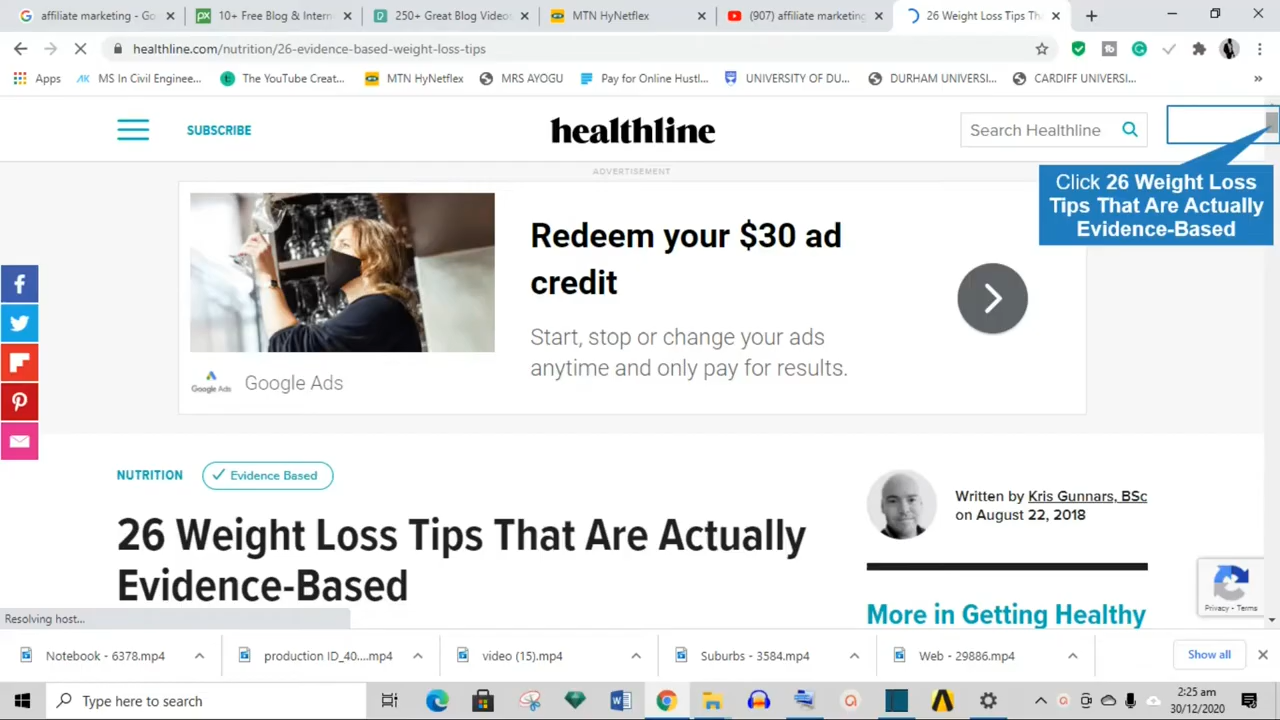 affiliate marketing - Go
10+ Free Blog & Intern
250+ Great Blog Videos
MTN HyNetflex
(907) affiliate marketing
26 Weight Loss Tips Th
healthline.com/nutrition/26-evidence-based-weight-loss-tips
Apps
MS In Civil Enginee...
The YouTube Creat...
MTN HyNetflex
MRS AYOGU
Pay for Online Hustl...
UNIVERSITY OF DU...
DURHAM UNIVERSI...
CARDIFF UNIVERSI...
SUBSCRIBE
healthline
Search Healthline
Click 26 Weight Loss
Tips That Are Actually
Evidence-Based
ADVERTISEMENT
Redeem your $30 ad
credit
Start, stop or change your ads
anytime and only pay for results.
Google Ads
Google Ads
NUTRITION
Evidence Based
26 Weight Loss Tips That Are Actually
Evidence-Based
Written by Kris Gunnars, BSc
on August 22, 2018
More in Getting Healthy
Privacy - Terms
Resolving host...
Notebook - 6378.mp4
production ID_40....mp4
video (15).mp4
Suburbs - 3584.mp4
Web - 29886.mp4
Show all
Type here to search
2:25 am
30/12/2020